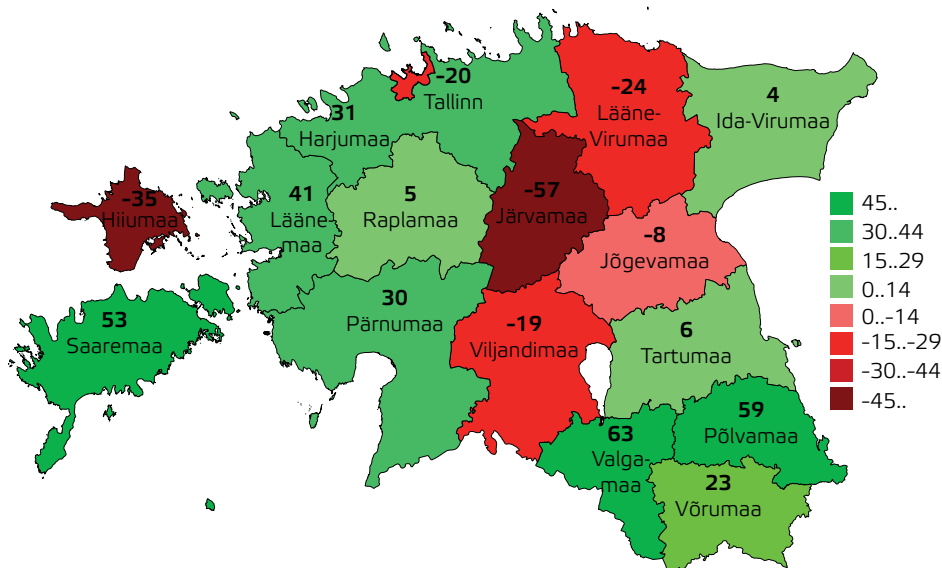 -20
Tallinn
31
Harjumaa
-24
Lääne-
Virumaa
4
Ida-Virumaa
-35
Hiiumaa
41
Lääne-
maa
5
Raplamaa
-57
Järvamaa
-8
Jõgevamaa
53
Saaremaa
30
Pärnumaa
-19
Viljandimaa
6
Tartumaa
63
Valga-
maa
59
Põlvamaa
23
Võrumaa
45..
30..44
15..29
0..14
0..-14
-15..-29
-30..-44
-45..